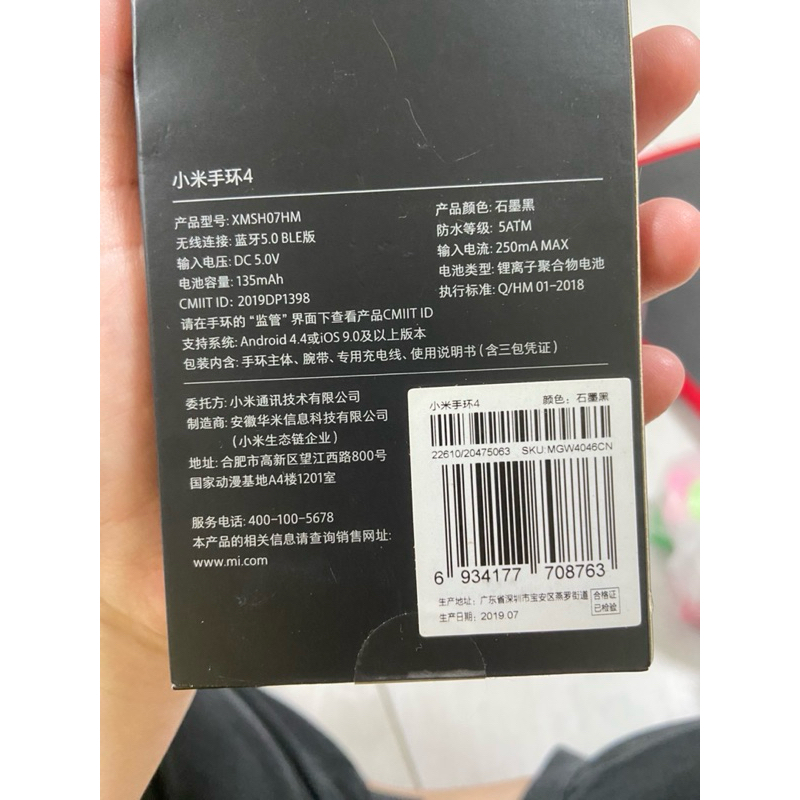 小米手环4
产品型号: XMSH07HM
无线连接: 蓝牙5.0 BLE版
输入电压: DC 5.0V
电池容量: 135mAh
CMIIT ID: 2019DP1398
产品颜色: 石墨黑
防水等级: 5ATM
输入电流: 250mA MAX
电池类型: 锂离子聚合物电池
执行标准: Q/HM 01-2018
请在手环的“监管”界面下查看产品CMIIT ID
支持系统: Android 4.4或iOS 9.0及以上版本
包装内含: 手环主体、腕带、专用充电线、使用说明书(含三包凭证)
委托方: 小米通讯技术有限公司
制造商: 安徽华米信息科技有限公司
(小米生态链企业)
地址: 合肥市高新区望江西路800号
国家动漫基地A4楼1201室
服务电话: 400-100-5678
本产品的相关信息请查询销售网址:
www.mi.com
小米手环4 颜色: 石墨黑
22610/20475063 SKU:MGW4046CN
6 934177 708763
生产地址: 广东省深圳市宝安区燕罗街道
生产日期: 2019.07
合格证
已检验